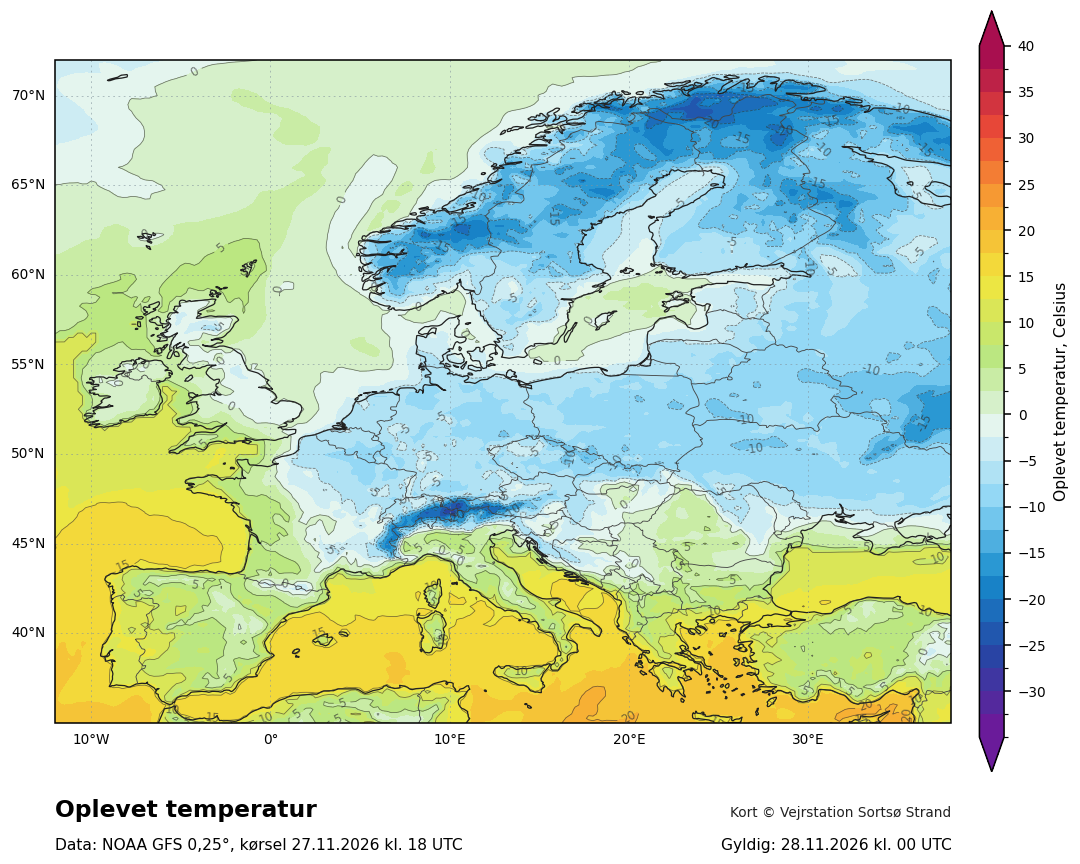 70°N
65°N
60°N
55°N
50°N
45°N
40°N
10°W
0°
10°E
20°E
30°E
40
35
30
25
20
15
10
5
0
−5
−10
−15
−20
−25
−30
Oplevet temperatur, Celsius
Oplevet temperatur
Kort © Vejrstation Sortsø Strand
Data: NOAA GFS 0,25°, kørsel 27.11.2026 kl. 18 UTC
Gyldig: 28.11.2026 kl. 00 UTC